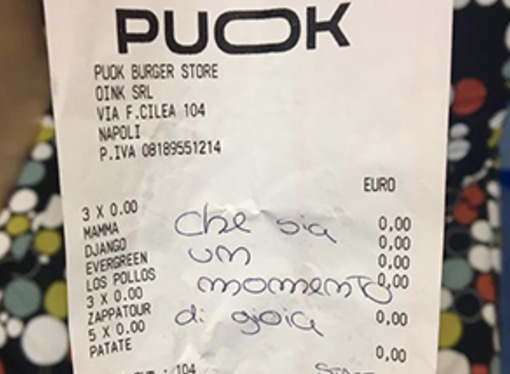 PUOK
PUOK BURGER STORE
OINK SRL
VIA F.CILEA 104
NAPOLI
P.IVA 08189551214
EURO
3 X 0.00
MAMMA 0,00
DJANGO 0,00
EVERGREEN 0,00
LOS POLLOS 0,00
3 X 0.00
ZAPPATOUR 0,00
5 X 0.00
PATATE 0,00
che sia
um
momento
di gioia
104